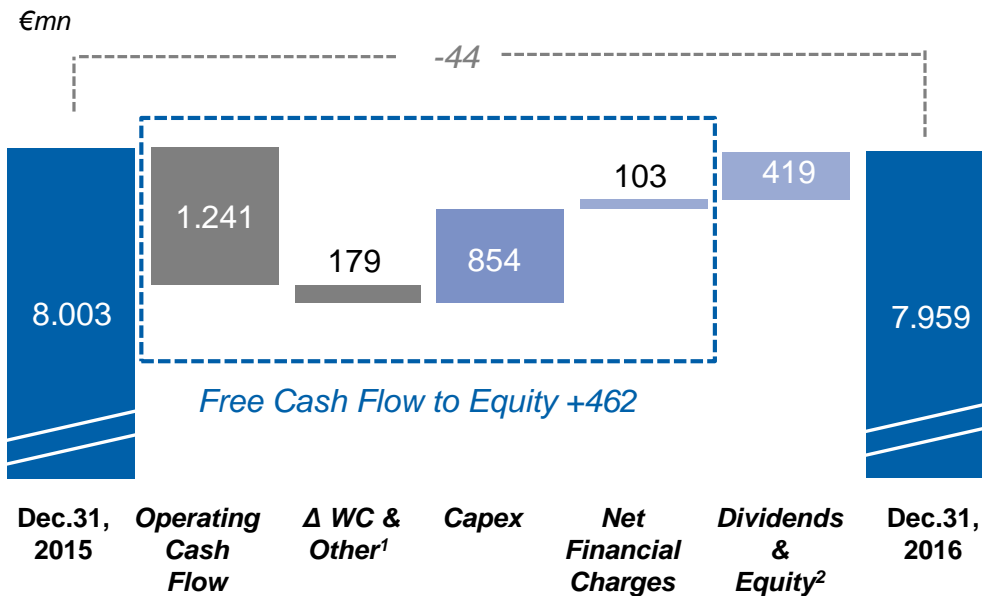 €mn
-44
8.003
1.241
179
854
103
419
7.959
Free Cash Flow to Equity +462
Dec.31,
2015
Operating
Cash
Flow
Δ WC &
Other¹
Capex
Net
Financial
Charges
Dividends
&
Equity²
Dec.31,
2016